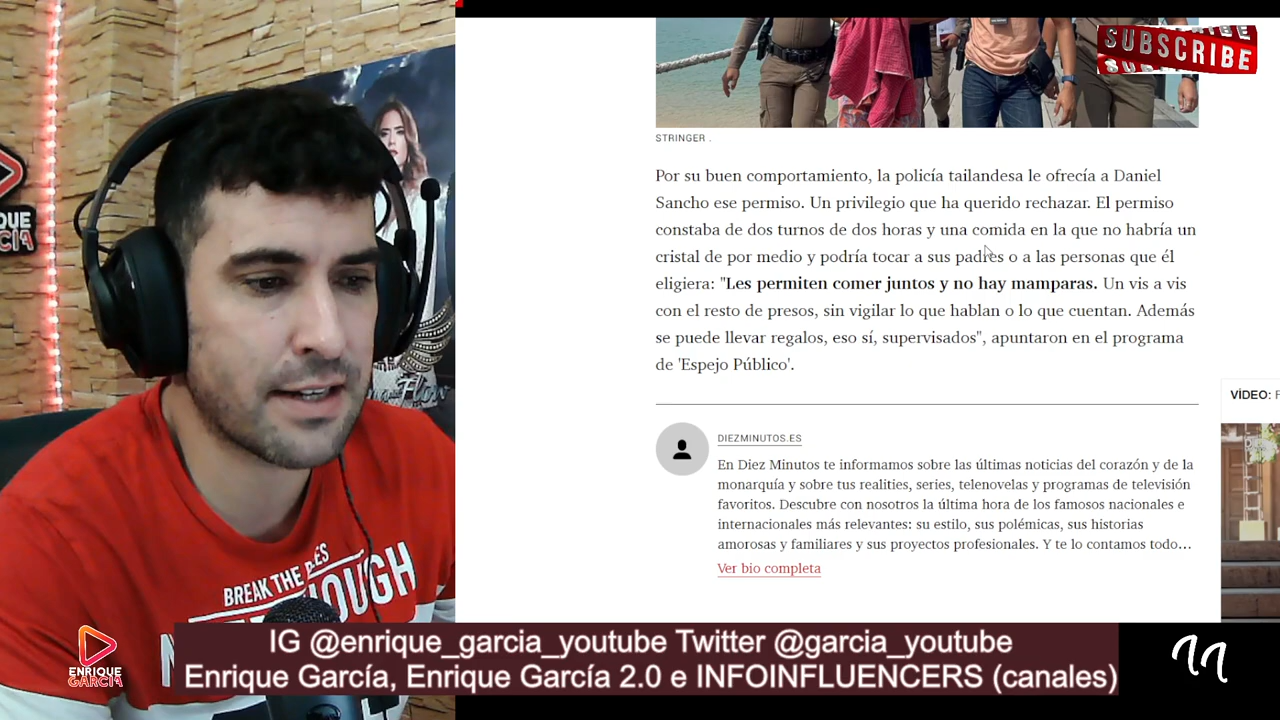 SUBSCRIBE
STRINGER .
Por su buen comportamiento, la policía tailandesa le ofrecía a Daniel
Sancho ese permiso. Un privilegio que ha querido rechazar. El permiso
constaba de dos turnos de dos horas y una comida en la que no habría un
cristal de por medio y podría tocar a sus padres o a las personas que él
eligiera: "Les permiten comer juntos y no hay mamparas. Un vis a vis
con el resto de presos, sin vigilar lo que hablan o lo que cuentan. Además
se puede llevar regalos, eso sí, supervisados", apuntaron en el programa
de 'Espejo Público'.
VÍDEO: F
DIEZMINUTOS.ES
En Diez Minutos te informamos sobre las últimas noticias del corazón y de la
monarquía y sobre tus realities, series, telenovelas y programas de televisión
favoritos. Descubre con nosotros la última hora de los famosos nacionales e
internacionales más relevantes: su estilo, sus polémicas, sus historias
amorosas y familiares y sus proyectos profesionales. Y te lo contamos todo...
Ver bio completa
Flow
BREAK THE
OUGH
IG @enrique_garcia_youtube Twitter @garcia_youtube
Enrique García, Enrique García 2.0 e INFOINFLUENCERS (canales)
ENRIQUE
GARCÍA